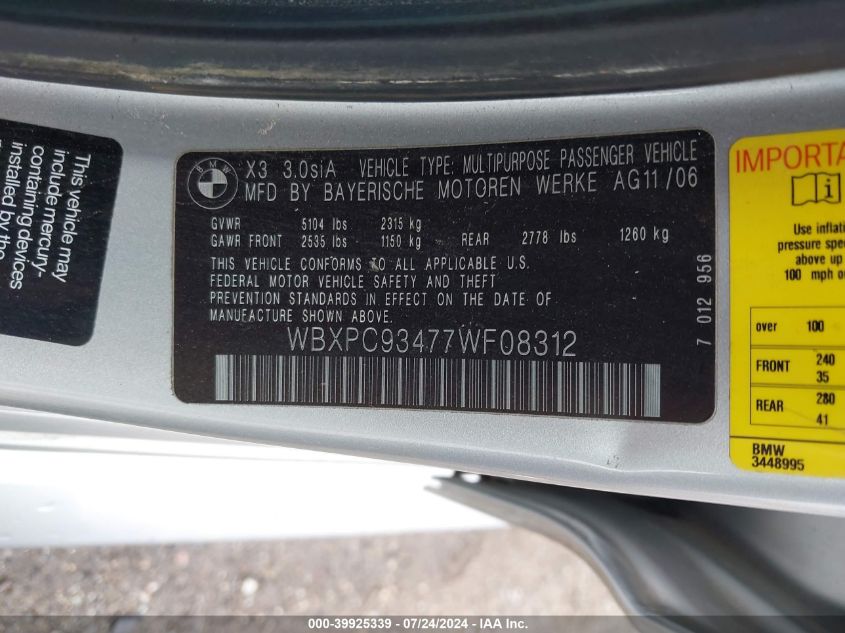 This vehicle may
include mercury-
containing devices
installed by the
BMW
X3 3.0siA VEHICLE TYPE: MULTIPURPOSE PASSENGER VEHICLE
MFD BY BAYERISCHE MOTOREN WERKE AG11/06
GVWR 5104 lbs 2315 kg
GAWR FRONT 2535 lbs 1150 kg REAR 2778 lbs 1260 kg
THIS VEHICLE CONFORMS TO ALL APPLICABLE U.S.
FEDERAL MOTOR VEHICLE SAFETY AND THEFT
PREVENTION STANDARDS IN EFFECT ON THE DATE OF
MANUFACTURE SHOWN ABOVE.
WBXPC93477WF08312
7 012 956
IMPORTA
Use inflati
pressure spec
above up
100 mph o
over 100
FRONT 240
35
REAR 280
41
BMW
3448995
000-39925339 - 07/24/2024 - IAA Inc.